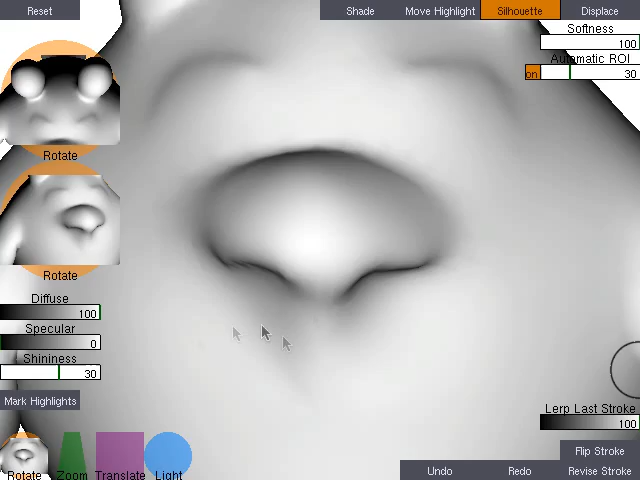 Reset
Shade
Move Highlight
Silhouette
Displace
Softness
100
Automatic ROI
on
30
Rotate
Rotate
Diffuse
100
Specular
0
Shininess
30
Mark Highlights
Lerp Last Stroke
100
Flip Stroke
Rotate
Zoom
Translate
Light
Undo
Redo
Revise Stroke